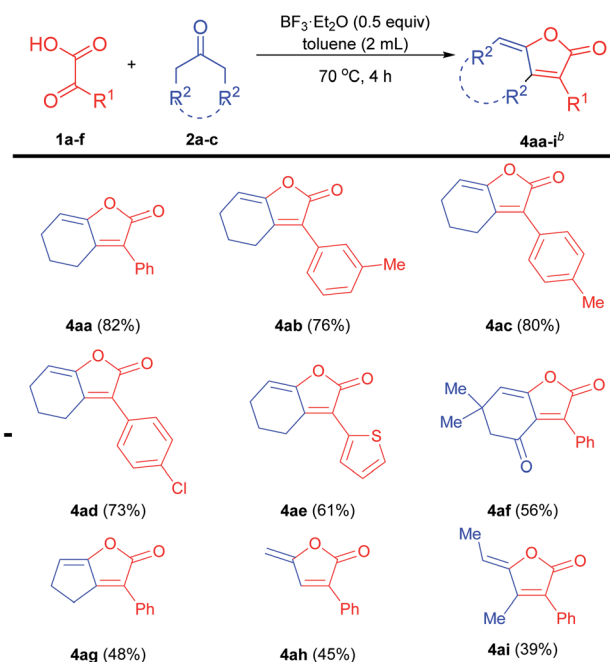 HO O O R¹ + O R² R² BF₃·Et₂O (0.5 equiv) toluene (2 mL) 70 °C, 4 h R² R² O O R¹
1a-f 2a-c 4aa-iᵇ
O O Ph
O O Me
O O Me
4aa (82%) 4ab (76%) 4ac (80%)
O O Cl
O O S
Me Me O O O Ph
4ad (73%) 4ae (61%) 4af (56%)
O O Ph
O O Ph
Me O O Me Ph
4ag (48%) 4ah (45%) 4ai (39%)